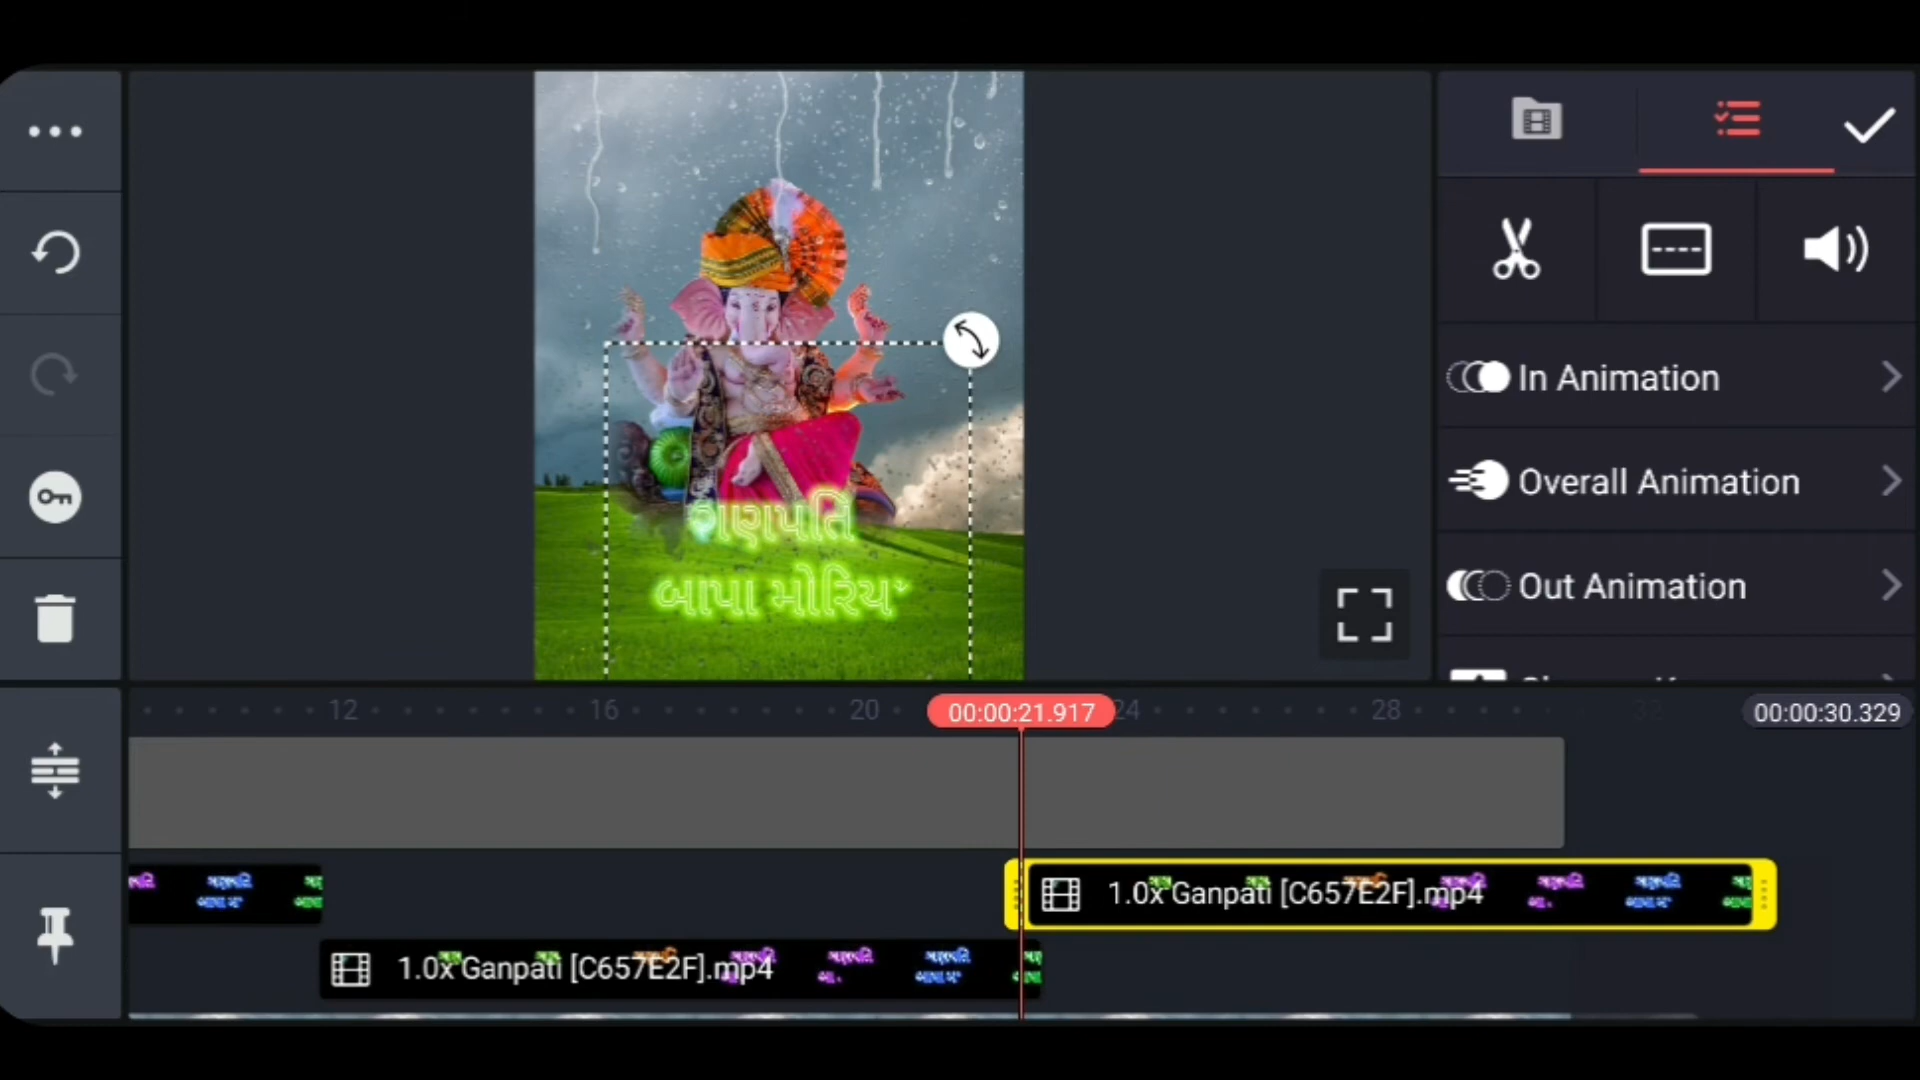 In Animation
Overall Animation
Out Animation
ગણપતિ
બાપા મોરિય
12
16
20
00:00:21.917
24
28
32
00:00:30.329
1.0x Ganpati [C657E2F].mp4
1.0x Ganpati [C657E2F].mp4